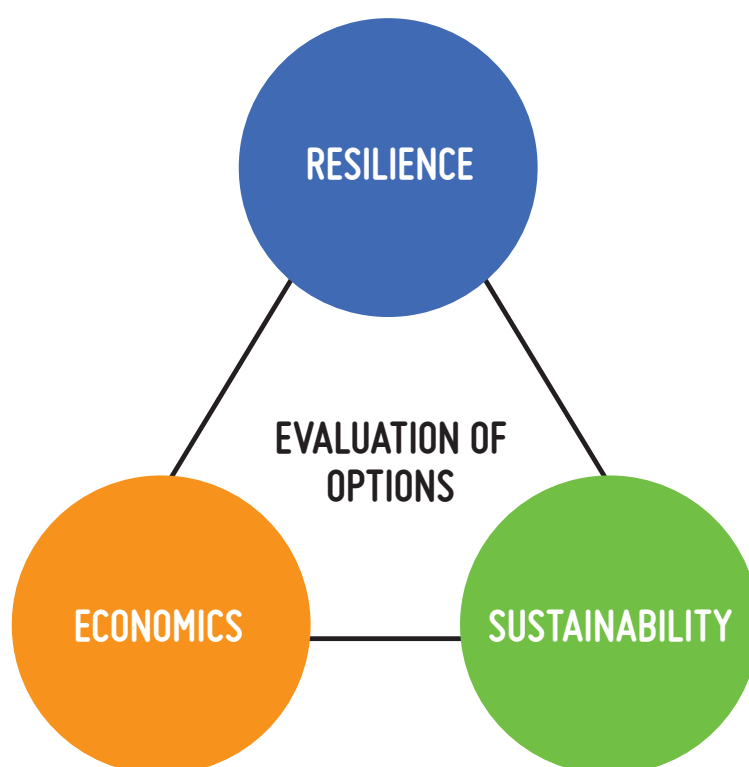 RESILIENCE
EVALUATION OF
OPTIONS
ECONOMICS
SUSTAINABILITY